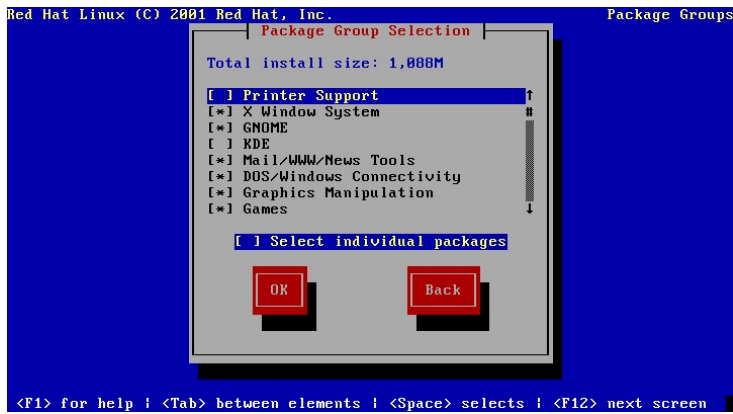 Red Hat Linux (C) 2001 Red Hat, Inc. Package Groups
Package Group Selection
Total install size: 1,088M
[ ] Printer Support ↑
[*] X Window System #
[*] GNOME
[ ] KDE
[*] Mail/WWW/News Tools
[*] DOS/Windows Connectivity
[*] Graphics Manipulation
[*] Games ↓
[ ] Select individual packages
OK Back
<F1> for help | <Tab> between elements | <Space> selects | <F12> next screen